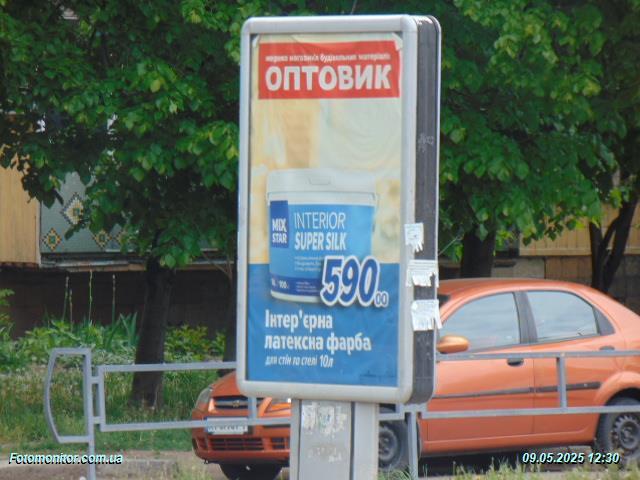 мережа магазинів будівельних матеріалів
ОПТОВИК
MIX
STAR
INTERIOR
SUPER SILK
590
00
Інтер'єрна
латексна фарба
для стін та стелі 10л
Fotomonitor.com.ua
09.05.2025 12:30